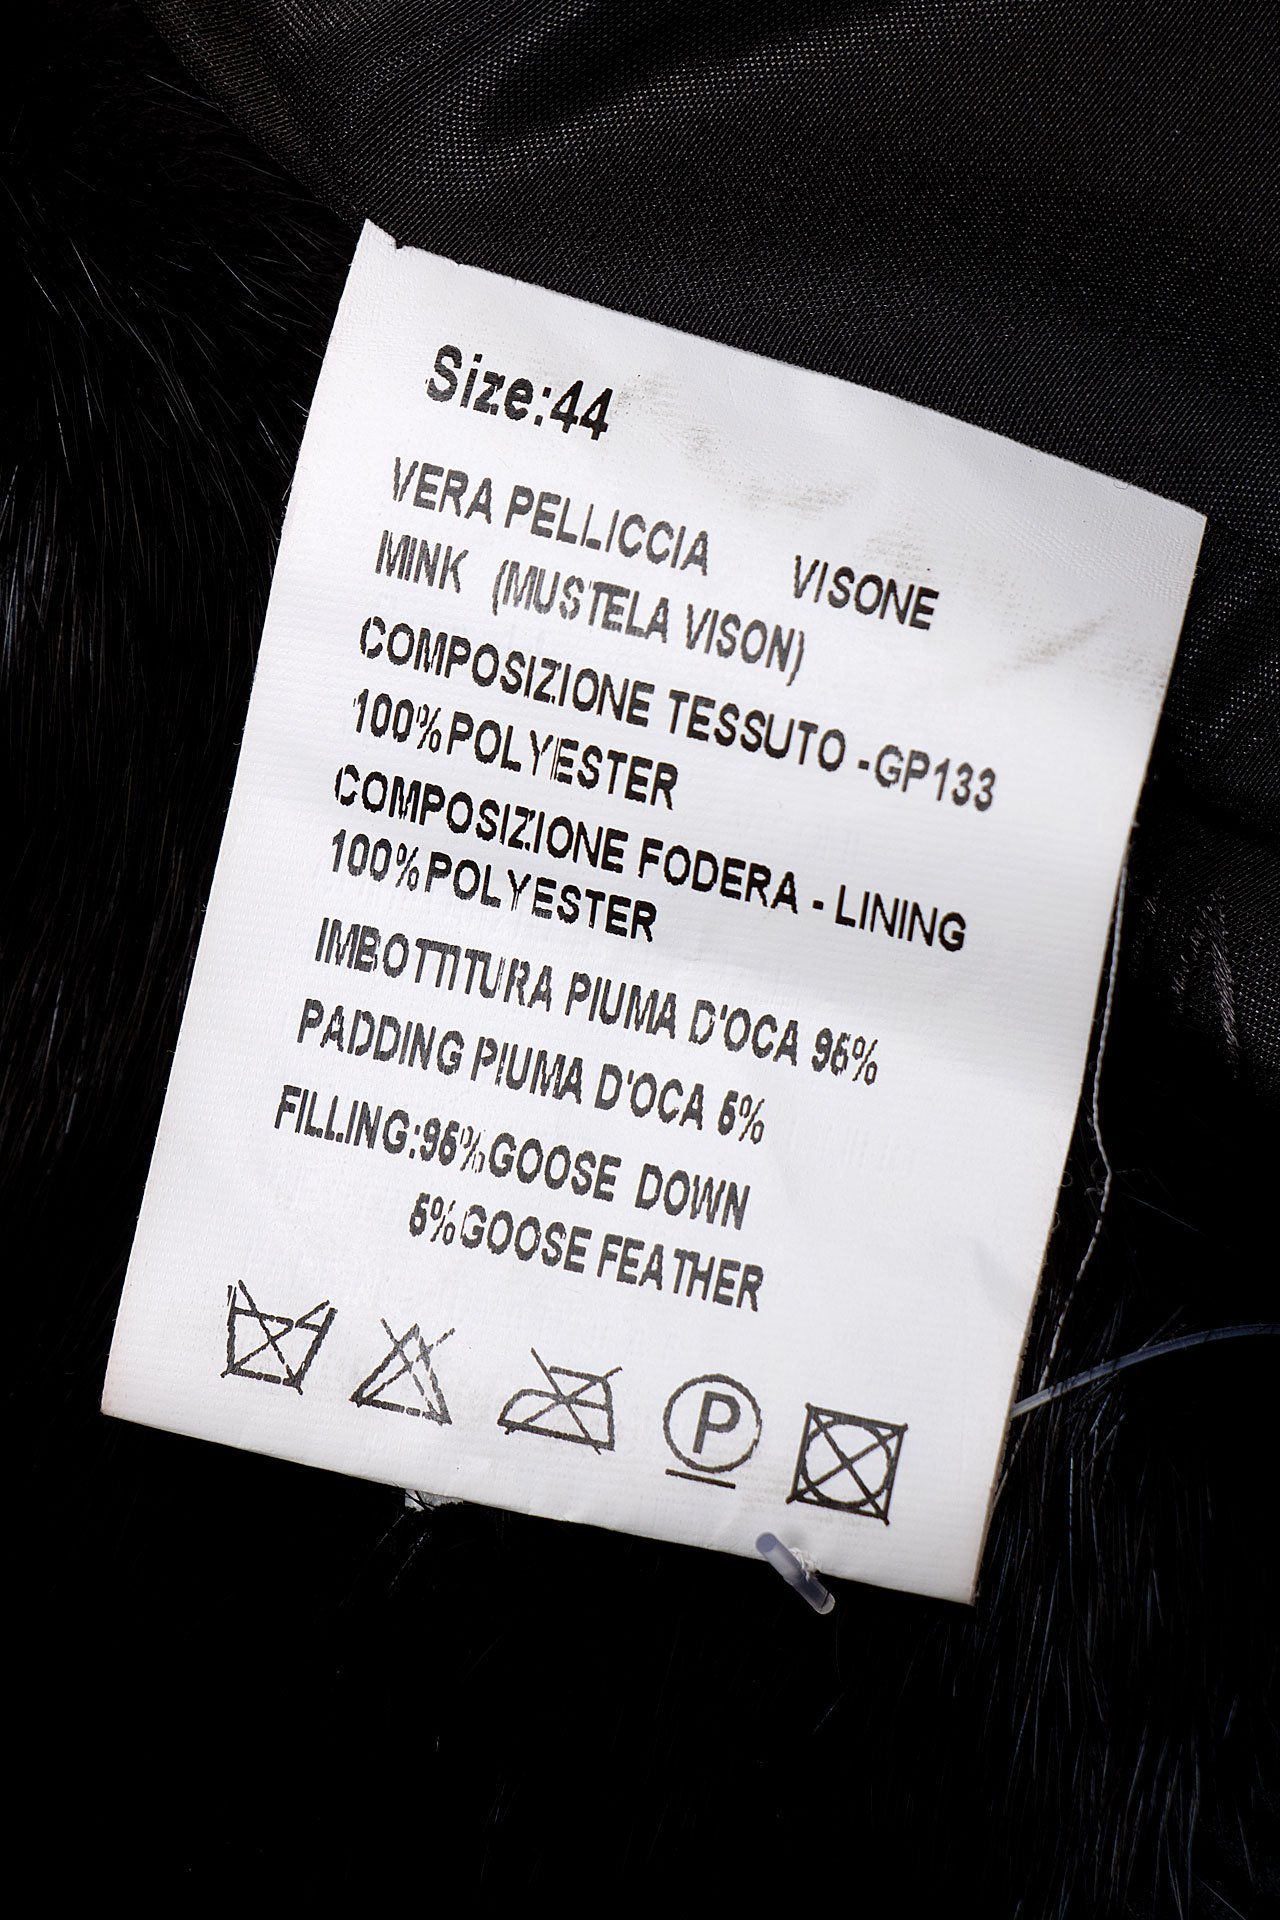 Size:44
VERA PELLICCIA VISONE
MINK (MUSTELA VISON)
COMPOSIZIONE TESSUTO -GP133
100%POLYESTER
COMPOSIZIONE FODERA - LINING
100%POLYESTER
IMBOTTITURA PIUMA D'OCA 95%
PADDING PIUMA D'OCA 5%
FILLING:95%GOOSE DOWN
5%GOOSE FEATHER
P